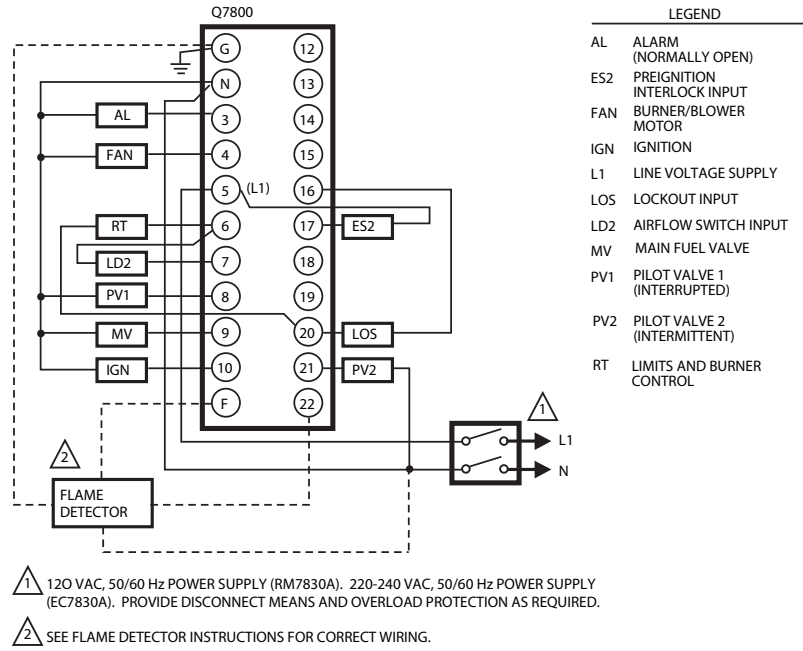 Q7800
G 12
N 13
AL 3 14
FAN 4 15
5 (L1) 16
RT 6 17 ES2
LD2 7 18
PV1 8 19
MV 9 20 LOS
IGN 10 21 PV2
F 22
1
L1
N
2
FLAME
DETECTOR
LEGEND
AL ALARM
(NORMALLY OPEN)
ES2 PREIGNITION
INTERLOCK INPUT
FAN BURNER/BLOWER
MOTOR
IGN IGNITION
L1 LINE VOLTAGE SUPPLY
LOS LOCKOUT INPUT
LD2 AIRFLOW SWITCH INPUT
MV MAIN FUEL VALVE
PV1 PILOT VALVE 1
(INTERRUPTED)
PV2 PILOT VALVE 2
(INTERMITTENT)
RT LIMITS AND BURNER
CONTROL
1 12O VAC, 50/60 Hz POWER SUPPLY (RM7830A). 220-240 VAC, 50/60 Hz POWER SUPPLY
(EC7830A). PROVIDE DISCONNECT MEANS AND OVERLOAD PROTECTION AS REQUIRED.
2 SEE FLAME DETECTOR INSTRUCTIONS FOR CORRECT WIRING.